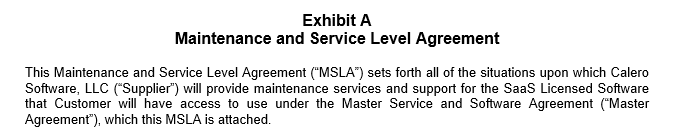 Exhibit A
Maintenance and Service Level Agreement
This Maintenance and Service Level Agreement (“MSLA”) sets forth all of the situations upon which Calero
Software, LLC (“Supplier”) will provide maintenance services and support for the SaaS Licensed Software
that Customer will have access to use under the Master Service and Software Agreement (“Master
Agreement”), which this MSLA is attached.